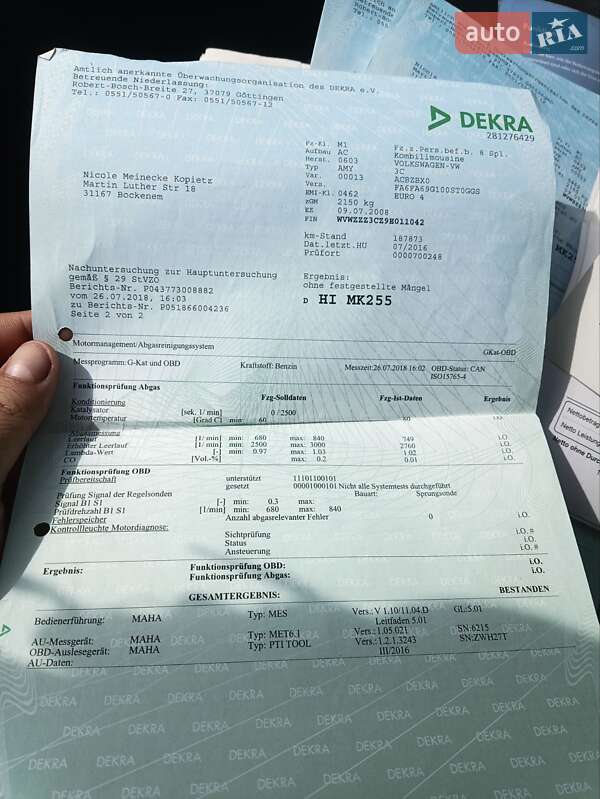 auto RIA.com
Amtlich anerkannte Überwachungsorganisation des DEKRA e.V.
Betreuende Niederlassung:
Robert-Bosch-Breite 27, 37079 Göttingen
Tel.: 0551/50567-0 Fax: 0551/50567-12
DEKRA
281276429
Nicole Meinecke Kopietz
Martin Luther Str 18
31167 Bockenem
Fz-Kl. M1 Fz.z.Pers.bef.b. 8 Spl.
Aufbau AC Kombilimousine
Herst. 0603 VOLKSWAGEN-VW
Typ AMY 3C
Var. 00013 ACBZBX0
Vers. FA6FA69G100ST0GGS
EMI-Kl. 0462 EURO 4
zGM 2150 kg
EZ 09.07.2008
FIN WVWZZZ3CZ9E011042
km-Stand 187873
Dat.letzt.HU 07/2016
Prüfort 0000700248
Nachuntersuchung zur Hauptuntersuchung
gemäß § 29 StVZO
Berichts-Nr. P043773008882
vom 26.07.2018, 16:03
zu Berichts-Nr P051866004236
Seite 2 von 2
Ergebnis:
ohne festgestellte Mängel
D HI MK255
Motormanagement/Abgasreinigungssystem GKat-OBD
Messprogramm: G-Kat und OBD Kraftstoff: Benzin Messzeit:26.07.2018 16:02 OBD-Status: CAN
ISO15765-4
Funktionsprüfung Abgas
Fzg-Solldaten Fzg-Ist-Daten Ergebnis
Konditionierung
Katalysator [sek. 1/ min] 0 / 2500
Motortemperatur [Grad C] min: 60 80 i.O.
Abgasmessung
Leerlauf [1/ min] min: 680 max: 840 749 i.O.
Erhöhter Leerlauf [1/ min] min: 2500 max: 3000 2760 i.O.
Lambda-Wert [-] min: 0.97 max: 1.03 1.02 i.O.
CO [Vol.-%] max: 0.2 0.01 i.O.
Funktionsprüfung OBD
Prüfbereitschaft unterstützt 11101100101
gesetzt 00001000101 Nicht alle Systemtests durchgeführt
Prüfung Signal der Regelsonden Bauart: Sprungsonde
Signal B1 S1 [-] min: 0.3 max:
Prüfdrehzahl B1 S1 [1/min] min: 680 max: 840
Fehlerspeicher Anzahl abgasrelevanter Fehler 0 i.O.
Kontrolleuchte Motordiagnose:
Sichtprüfung i.O. #
Status i.O.
Ansteuerung i.O. #
Ergebnis: Funktionsprüfung OBD: i.O.
Funktionsprüfung Abgas: i.O.
GESAMTERGEBNIS: BESTANDEN
Bedienerführung: MAHA Typ: MES Vers.: V 1.10/11.04.D GL:5.01
Leitfaden 5.01
AU-Messgerät: MAHA Typ: MET6.1 Vers.: 1.05.021 SN:6215
OBD-Auslesegerät: MAHA Typ: PTI TOOL Vers.: 1.2.1.3243 SN:ZWH27T
AU-Daten: III/2016
Nettobetrag
Netto Leistung
Netto ohne Durc